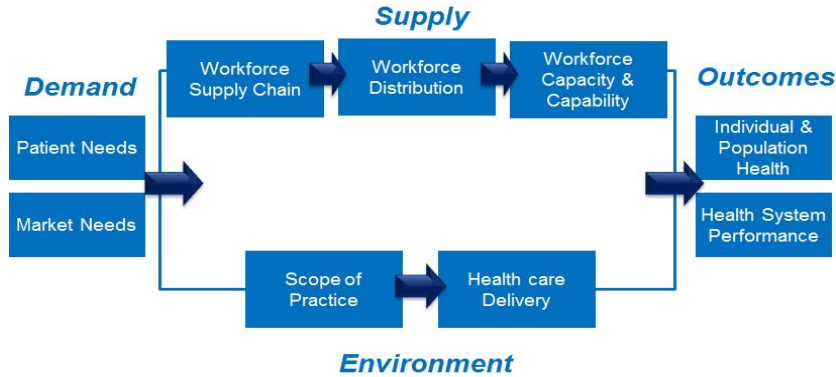 Supply
Workforce
Supply Chain
Workforce
Distribution
Workforce
Capacity &
Capability
Demand
Outcomes
Patient Needs
Market Needs
Individual &
Population
Health
Health System
Performance
Scope of
Practice
Health care
Delivery
Environment